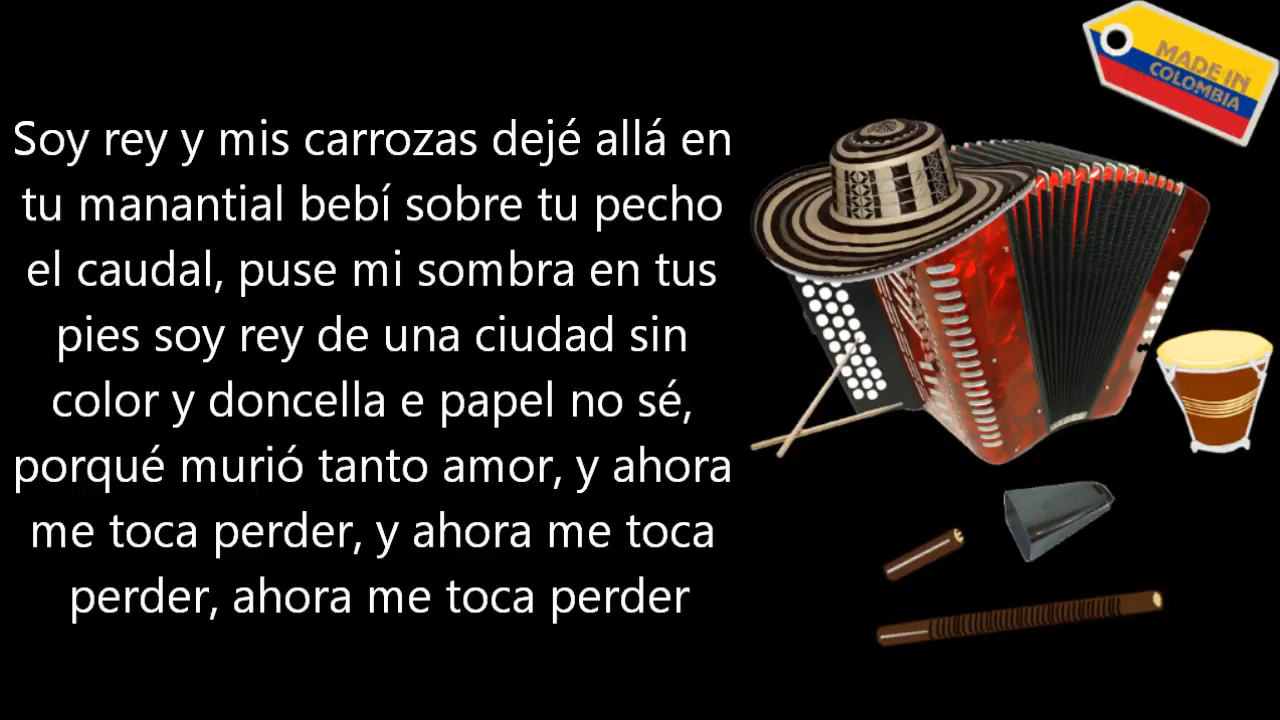 MADE IN
COLOMBIA
Soy rey y mis carrozas dejé allá en
tu manantial bebí sobre tu pecho
el caudal, puse mi sombra en tus
pies soy rey de una ciudad sin
color y doncella e papel no sé,
porqué murió tanto amor, y ahora
me toca perder, y ahora me toca
perder, ahora me toca perder